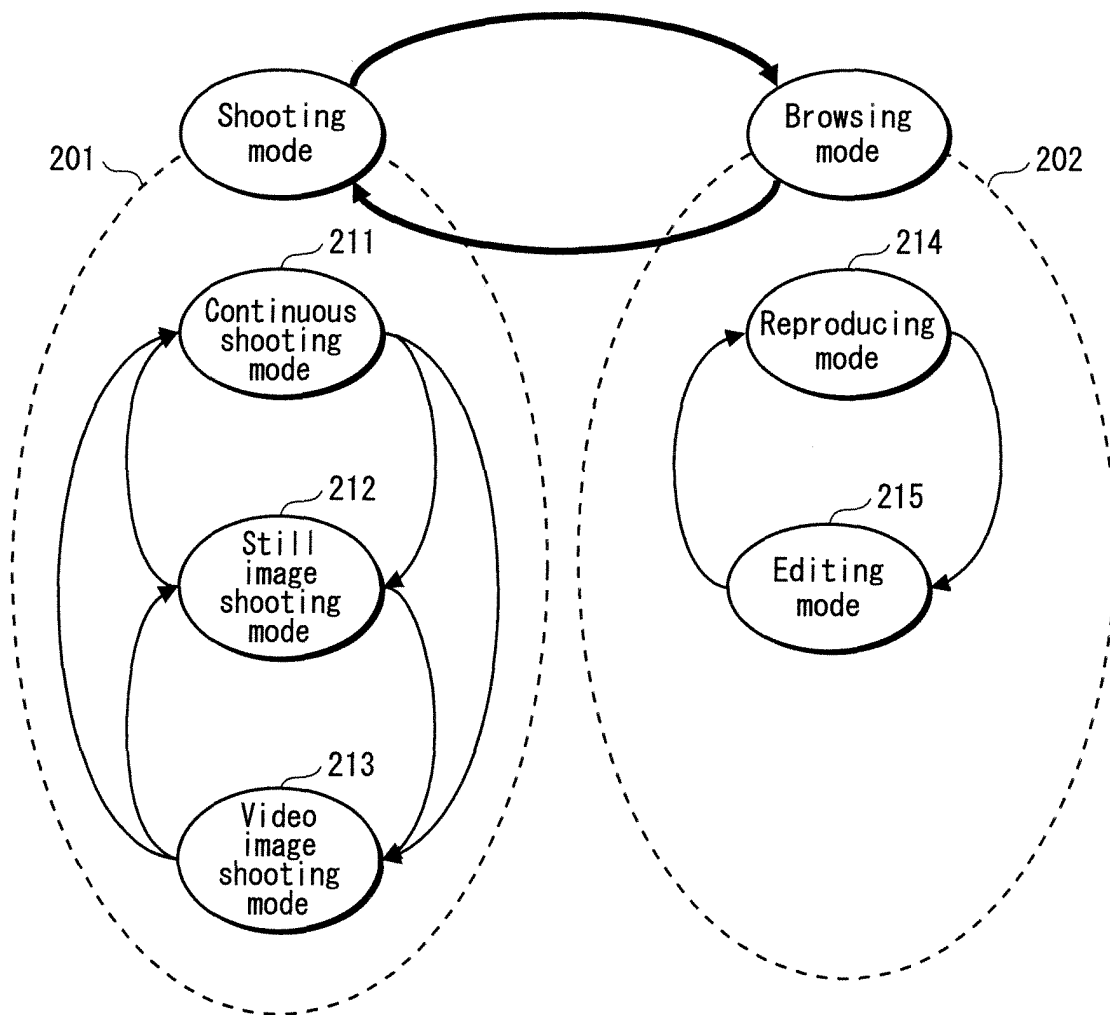 Shooting
mode
Browsing
mode
201
202
211
Continuous
shooting
mode
214
Reproducing
mode
212
Still
image
shooting
mode
215
Editing
mode
213
Video
image
shooting
mode